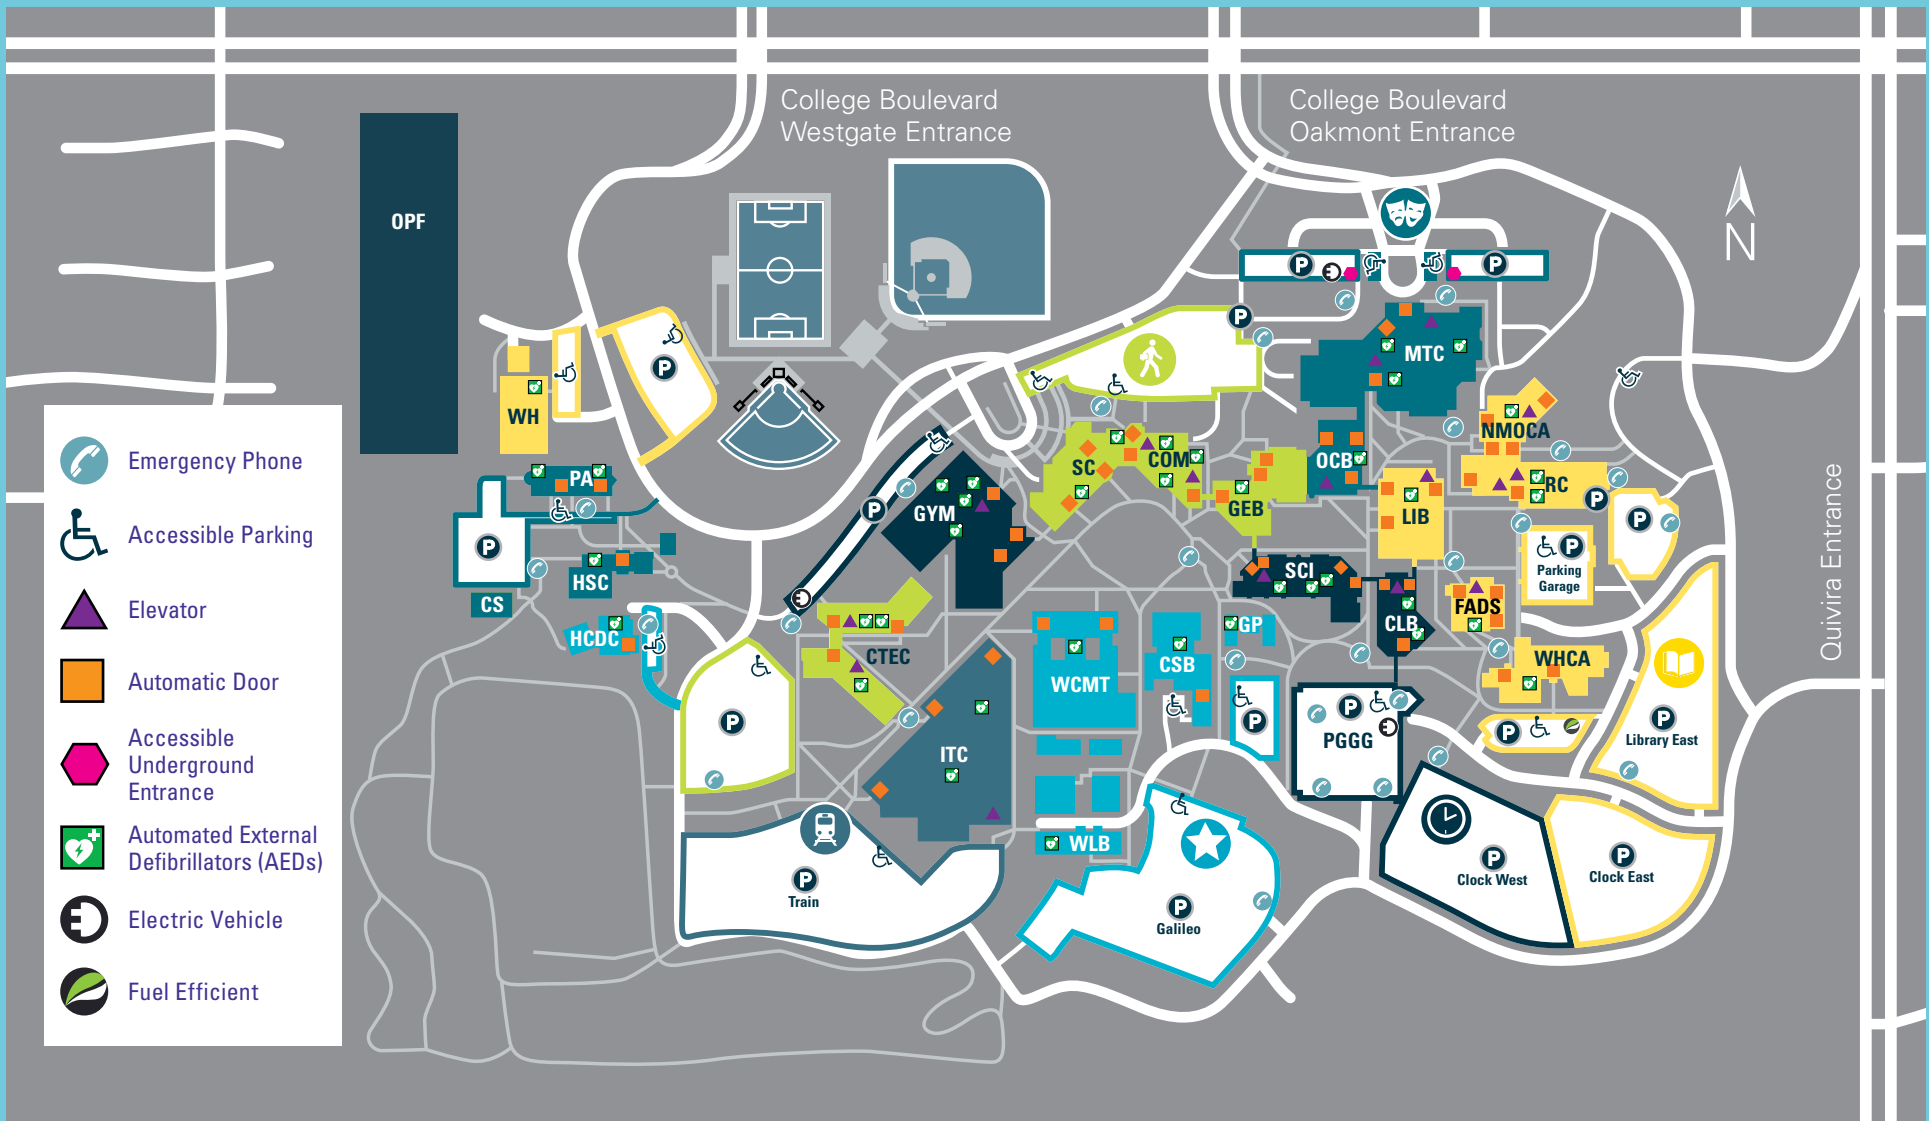 College Boulevard
Westgate Entrance
College Boulevard
Oakmont Entrance
OPF
N
P
P
P
P
MTC
WH
NMOCA
Emergency Phone
SC
COM
OCB
PA
RC
P
GEB
LIB
P
GYM
P
Quivira Entrance
Accessible Parking
P
P
Parking
Garage
HSC
SCI
CS
Elevator
FADS
HCDC
GP
CLB
CTEC
WHCA
CSB
Automatic Door
WCMT
P
P
P
PGGG
P
P
Library East
Accessible
Underground
Entrance
ITC
Automated External
Defibrillators (AEDs)
WLB
P
Clock West
P
Clock East
P
Train
P
Galileo
Electric Vehicle
Fuel Efficient